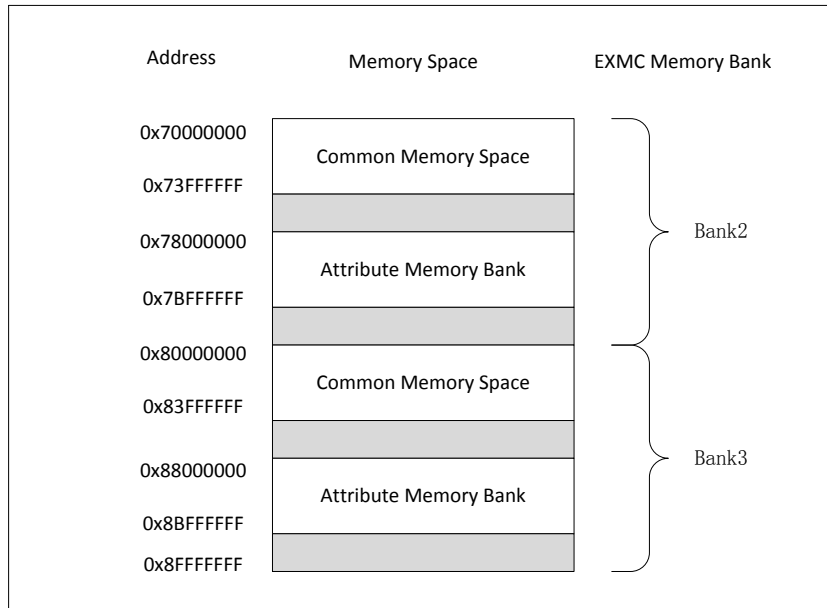 Address Memory Space EXMC Memory Bank
0x70000000
Common Memory Space
0x73FFFFFF
0x78000000
Bank2
Attribute Memory Bank
0x7BFFFFFF
0x80000000
Common Memory Space
0x83FFFFFF
0x88000000
Bank3
Attribute Memory Bank
0x8BFFFFFF
0x8FFFFFFF